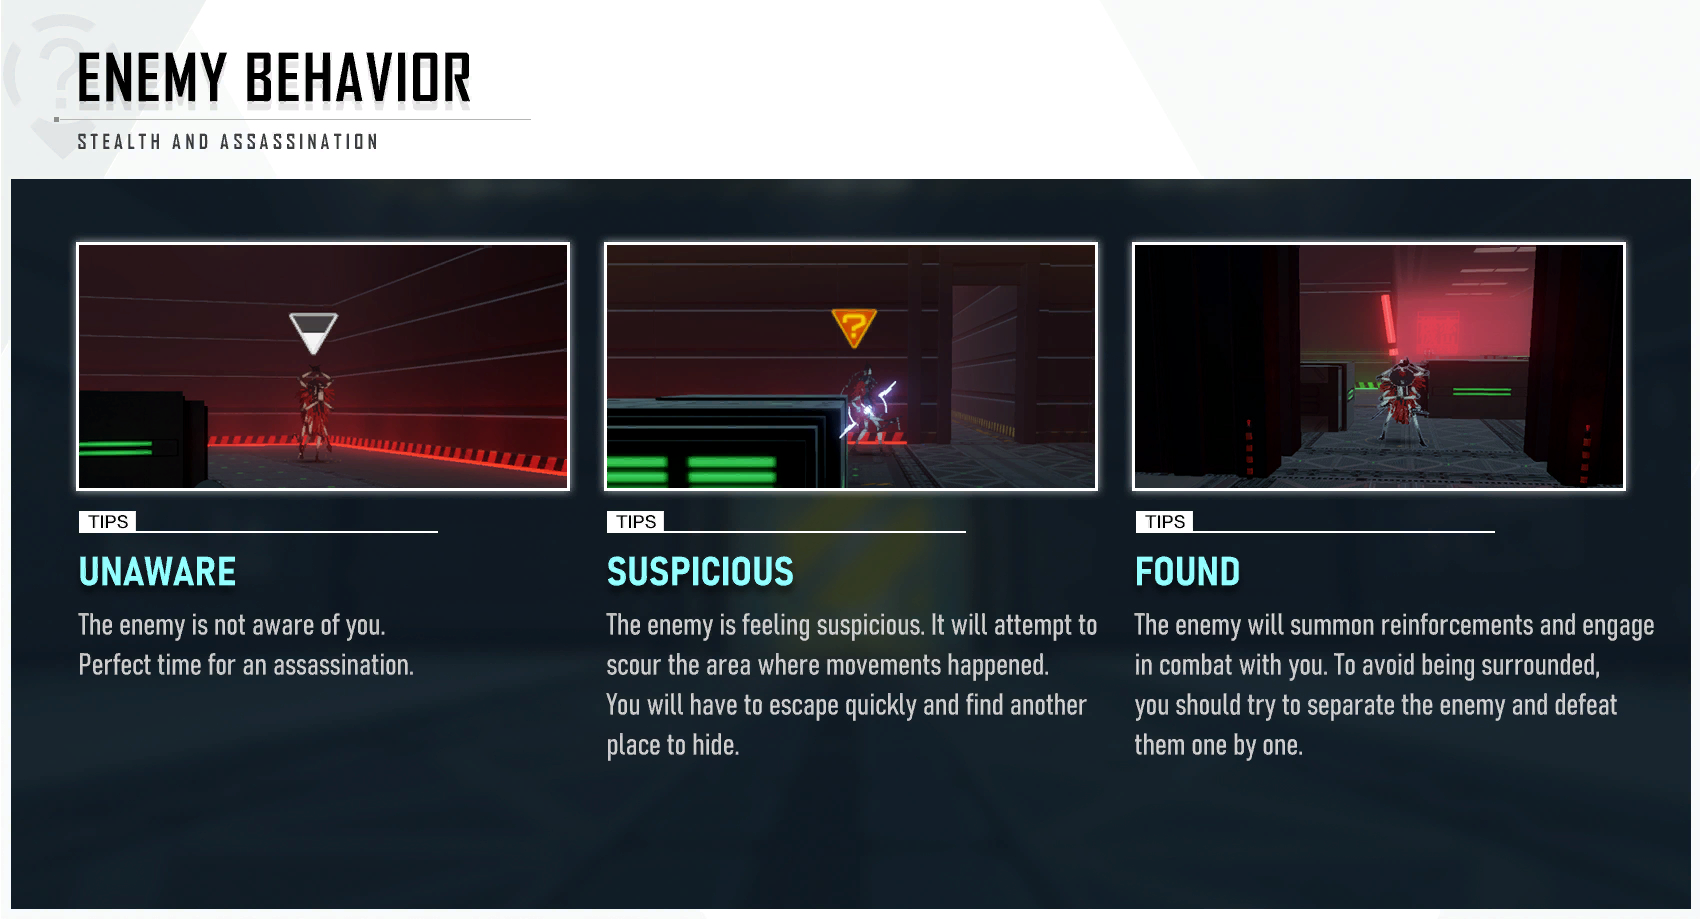 ENEMY BEHAVIOR
STEALTH AND ASSASSINATION
TIPS
UNAWARE
The enemy is not aware of you.
Perfect time for an assassination.
?
TIPS
SUSPICIOUS
The enemy is feeling suspicious. It will attempt to
scour the area where movements happened.
You will have to escape quickly and find another
place to hide.
TIPS
FOUND
The enemy will summon reinforcements and engage
in combat with you. To avoid being surrounded,
you should try to separate the enemy and defeat
them one by one.